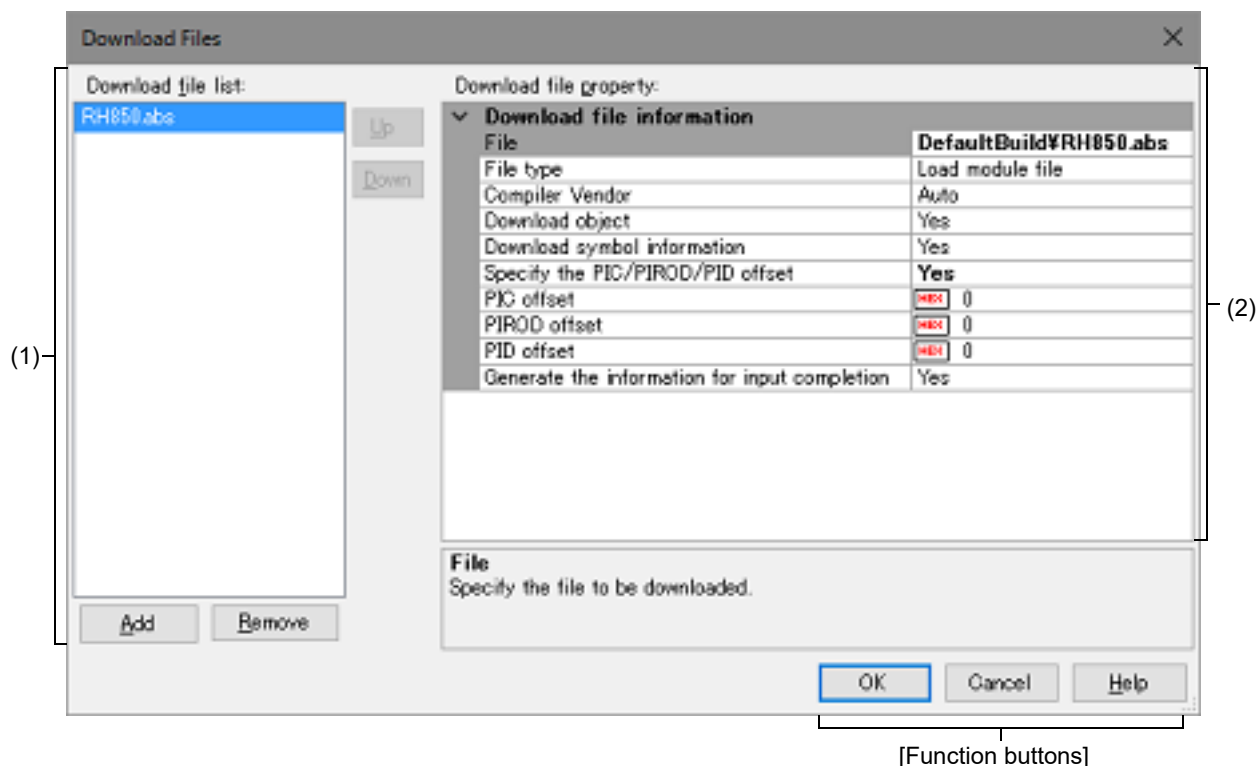 Download Files
Download file list:
RH850.abs
Up
Down
Add
Remove
Download file property:
Download file information
File DefaultBuild¥RH850.abs
File type Load module file
Compiler Vendor Auto
Download object Yes
Download symbol information Yes
Specify the PIC/PIROD/PID offset Yes
PIC offset HEX 0
PIROD offset HEX 0
PID offset HEX 0
Generate the information for input completion Yes
File
Specify the file to be downloaded.
OK Cancel Help
(1)
(2)
[Function buttons]